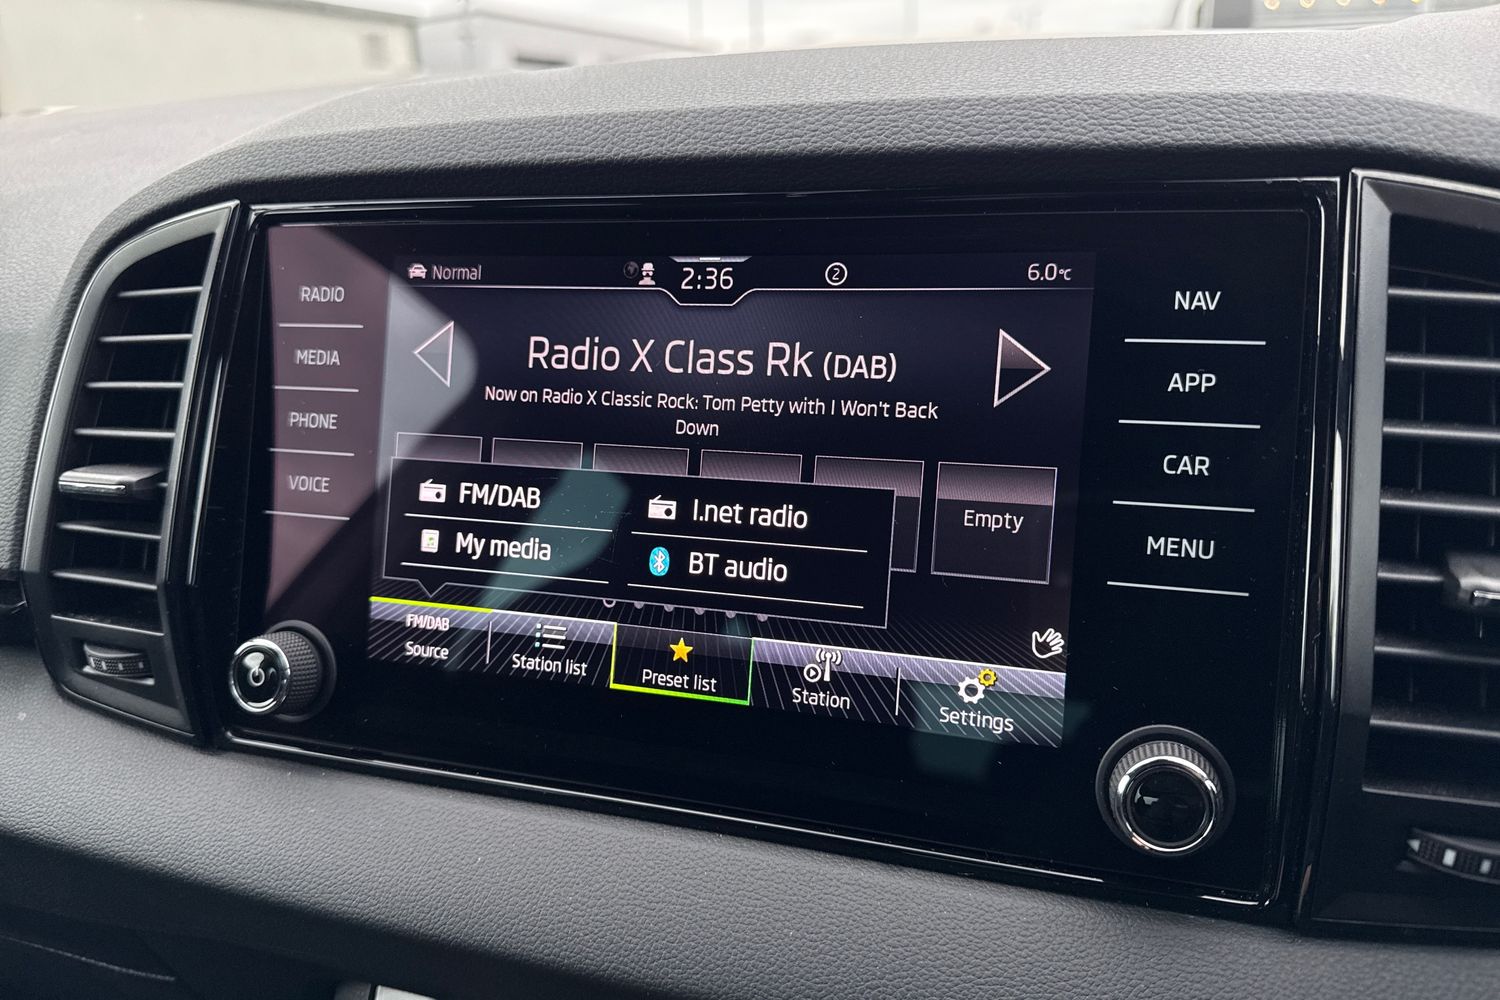 Normal
2:36
2
6.0°C
RADIO
MEDIA
PHONE
VOICE
Radio X Class Rk (DAB)
Now on Radio X Classic Rock: Tom Petty with I Won't Back
Down
FM/DAB
I.net radio
My media
BT audio
Empty
FM/DAB
Source
Station list
Preset list
Station
Settings
NAV
APP
CAR
MENU